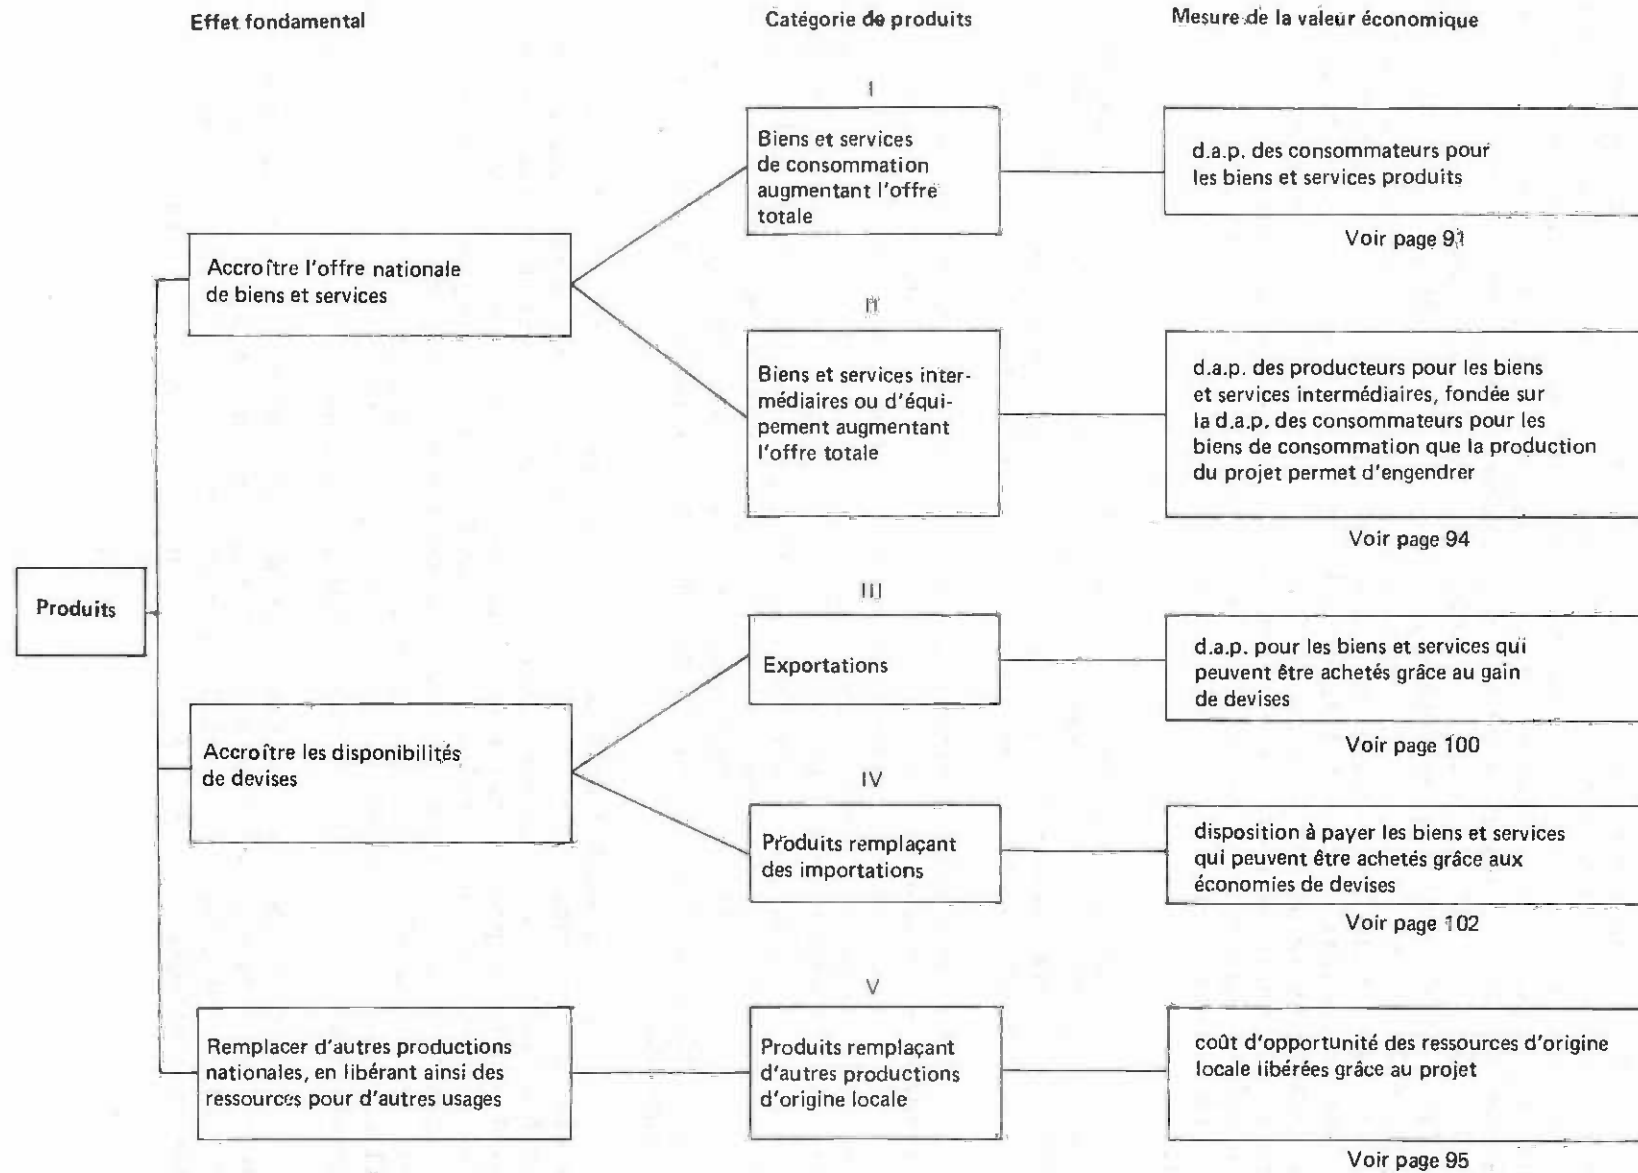 Effet fondamental
Catégorie de produits
Mesure de la valeur économique
Produits
Accroître l'offre nationale
de biens et services
I
Biens et services
de consommation
augmentant l'offre
totale
d.a.p. des consommateurs pour
les biens et services produits
Voir page 91
II
Biens et services inter-
médiaires ou d'équi-
pement augmentant
l'offre totale
d.a.p. des producteurs pour les biens
et services intermédiaires, fondée sur
la d.a.p. des consommateurs pour les
biens de consommation que la production
du projet permet d'engendrer
Voir page 94
Accroître les disponibilités
de devises
III
Exportations
d.a.p. pour les biens et services qui
peuvent être achetés grâce au gain
de devises
Voir page 100
IV
Produits remplaçant
des importations
disposition à payer les biens et services
qui peuvent être achetés grâce aux
économies de devises
Voir page 102
Remplacer d'autres productions
nationales, en libérant ainsi des
ressources pour d'autres usages
V
Produits remplaçant
d'autres productions
d'origine locale
coût d'opportunité des ressources d'origine
locale libérées grâce au projet
Voir page 95